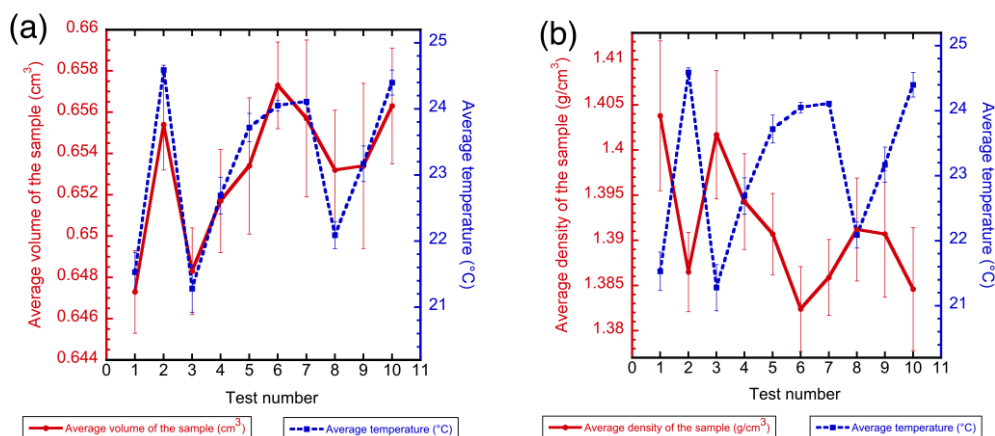 (a)
Average volume of the sample (cm³)
0.66
0.658
0.656
0.654
0.652
0.65
0.648
0.646
0.644
25
24
23
22
21
Average temperature (°C)
0 1 2 3 4 5 6 7 8 9 10 11
Test number
Average volume of the sample (cm³)
Average temperature (°C)
(b)
Average density of the sample (g/cm³)
1.41
1.405
1.4
1.395
1.39
1.385
1.38
25
24
23
22
21
Average temperature (°C)
0 1 2 3 4 5 6 7 8 9 10 11
Test number
Average density of the sample (g/cm³)
Average temperature (°C)